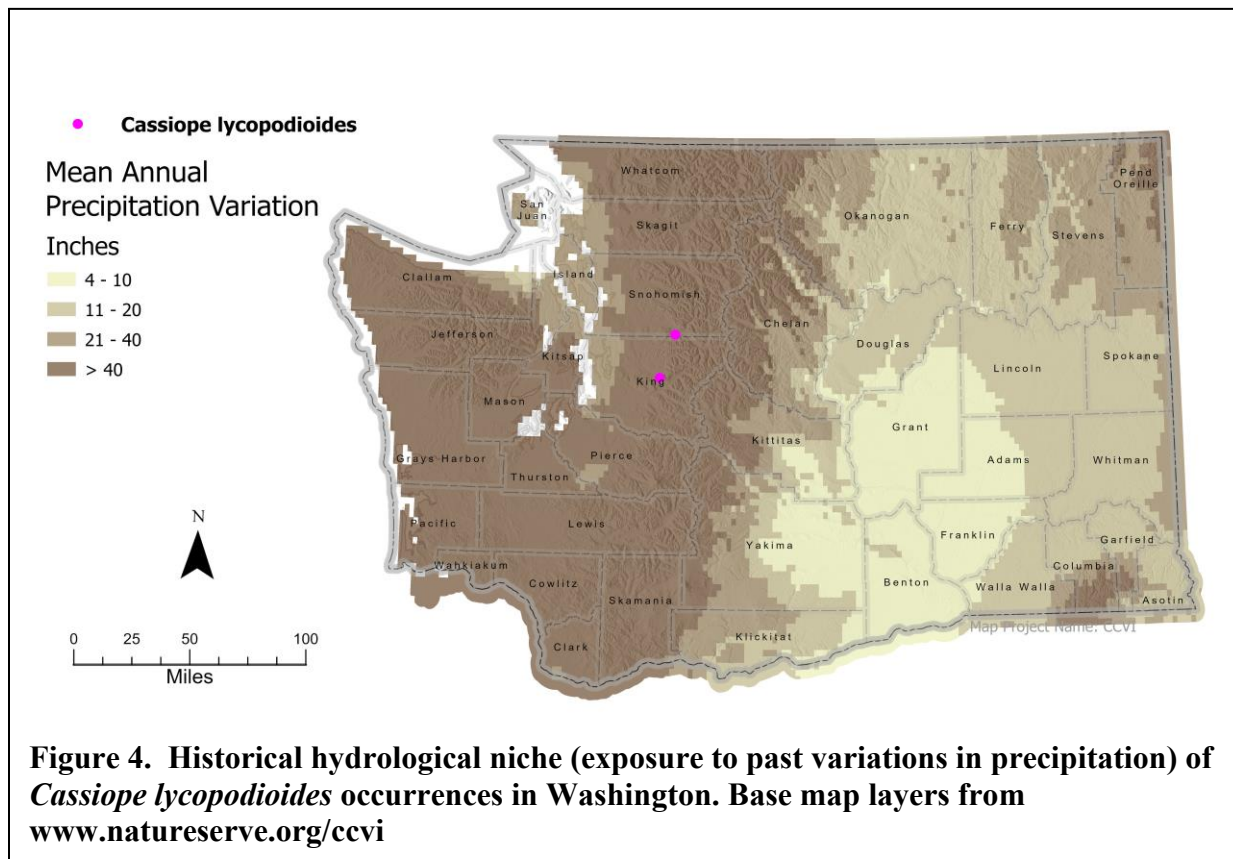 Cassiope lycopodioides
Mean Annual
Precipitation Variation
Inches
4 - 10
11 - 20
21 - 40
> 40
N
0 25 50 100
Miles
Whatcom
San
Juan
Skagit
Okanogan
Ferry
Stevens
Pend
Oreille
Clallam
Island
Snohomish
Chelan
Jefferson
Kitsap
King
Douglas
Lincoln
Spokane
Mason
Grant
Kittitas
Grays Harbor
Pierce
Adams
Whitman
Thurston
Pacific
Lewis
Yakima
Franklin
Garfield
Wahkiakum
Cowlitz
Skamania
Benton
Walla Walla
Columbia
Asotin
Clark
Klickitat
Map Project Name: CCVI
Figure 4. Historical hydrological niche (exposure to past variations in precipitation) of
Cassiope lycopodioides occurrences in Washington. Base map layers from
www.natureserve.org/ccvi